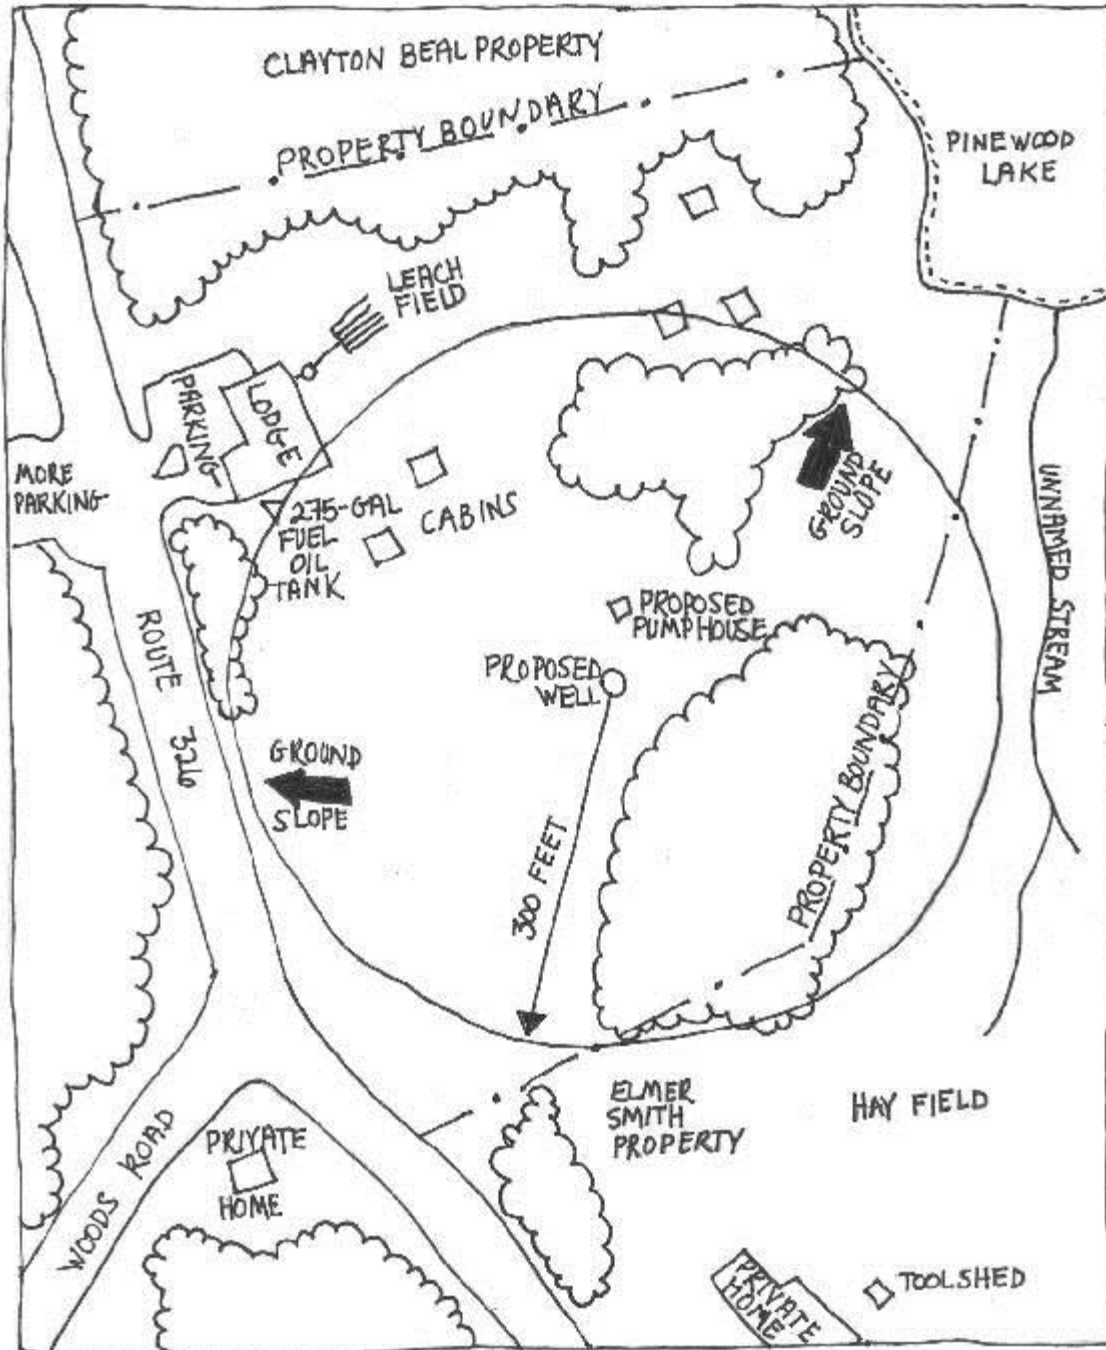 CLAYTON BEAL PROPERTY
PROPERTY BOUNDARY
PINEWOOD
LAKE
LEACH
FIELD
PARKING
LODGE
MORE
PARKING
275-GAL
FUEL
OIL
TANK
CABINS
GROUND
SLOPE
UNNAMED STREAM
PROPOSED
PUMPHOUSE
PROPOSED
WELL
ROUTE 326
GROUND
SLOPE
300 FEET
PROPERTY BOUNDARY
ELMER
SMITH
PROPERTY
HAY FIELD
WOODS ROAD
PRIVATE
HOME
PRIVATE
HOME
TOOLSHED